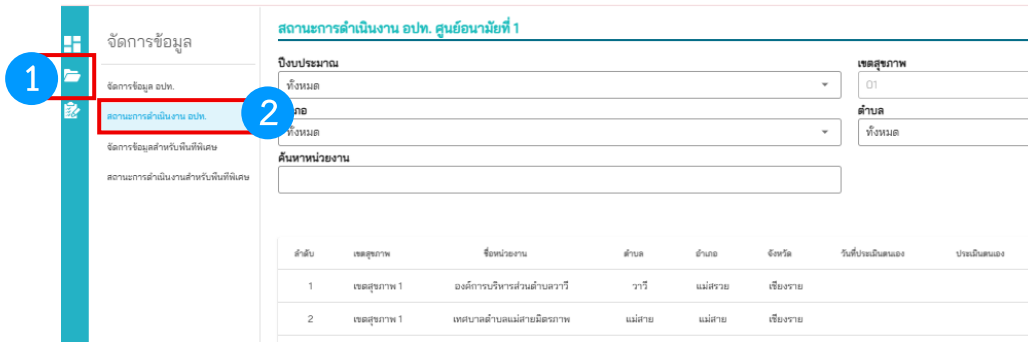 สถานะการดำเนินงาน อปท. ศูนย์อนามัยที่ 1
จัดการข้อมูล
1
จัดการข้อมูล อปท.
สถานะการดำเนินงาน อปท.
2
จัดการข้อมูลสำหรับพื้นที่พิเศษ
สถานะการดำเนินงานสำหรับพื้นที่พิเศษ
ปีงบประมาณ เขตสุขภาพ
ทั้งหมด 01
ตำบล
ทั้งหมด ทั้งหมด
ค้นหาหน่วยงาน
ลำดับ เขตสุขภาพ ชื่อหน่วยงาน ตำบล อำเภอ จังหวัด วันที่ประเมินตนเอง ประเมินตนเอง
1 เขตสุขภาพ 1 องค์การบริหารส่วนตำบลวาวี วาวี แม่สรวย เชียงราย
2 เขตสุขภาพ 1 เทศบาลตำบลแม่สายมิตรภาพ แม่สาย แม่สาย เชียงราย